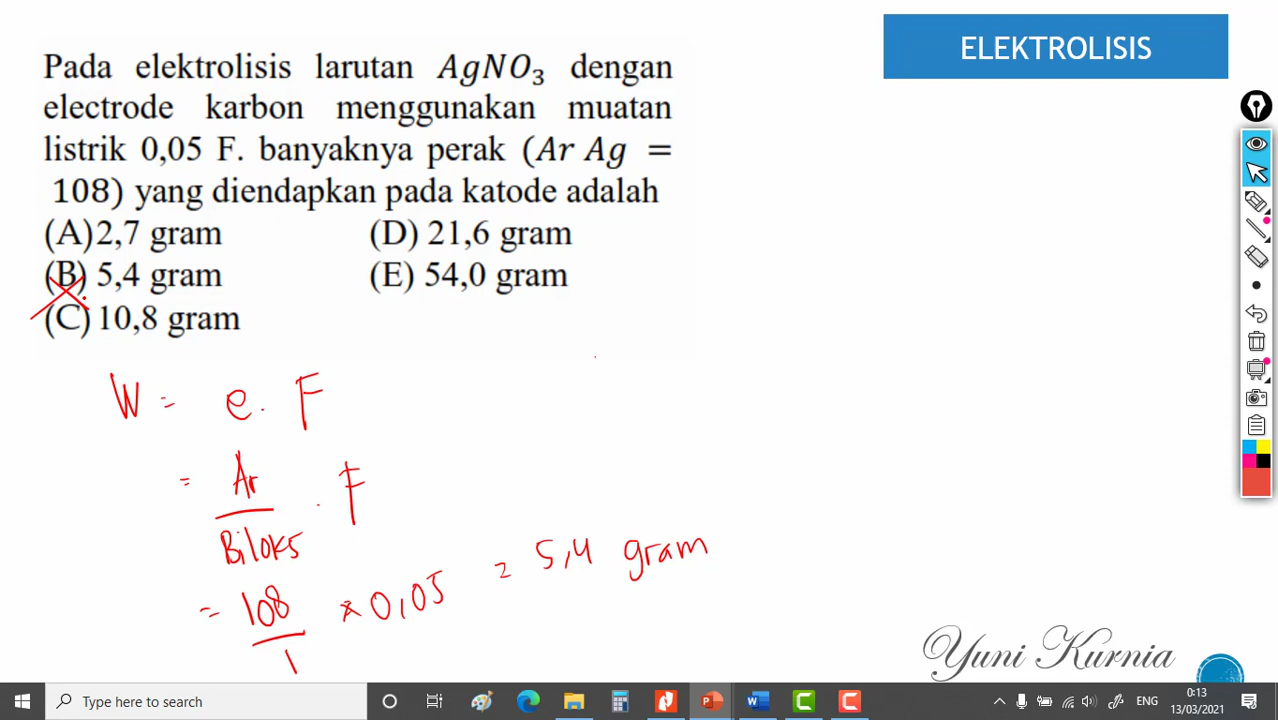 ELEKTROLISIS
Pada elektrolisis larutan AgNO₃ dengan
electrode karbon menggunakan muatan
listrik 0,05 F. banyaknya perak (Ar Ag =
108) yang diendapkan pada katode adalah
(A) 2,7 gram (D) 21,6 gram
(B) 5,4 gram (E) 54,0 gram
(C) 10,8 gram
W = e . F
= Ar / Biloks . F
= 108 / 1 × 0,05 = 5,4 gram
Yuni Kurnia
Type here to search
ENG
0:13
13/03/2021